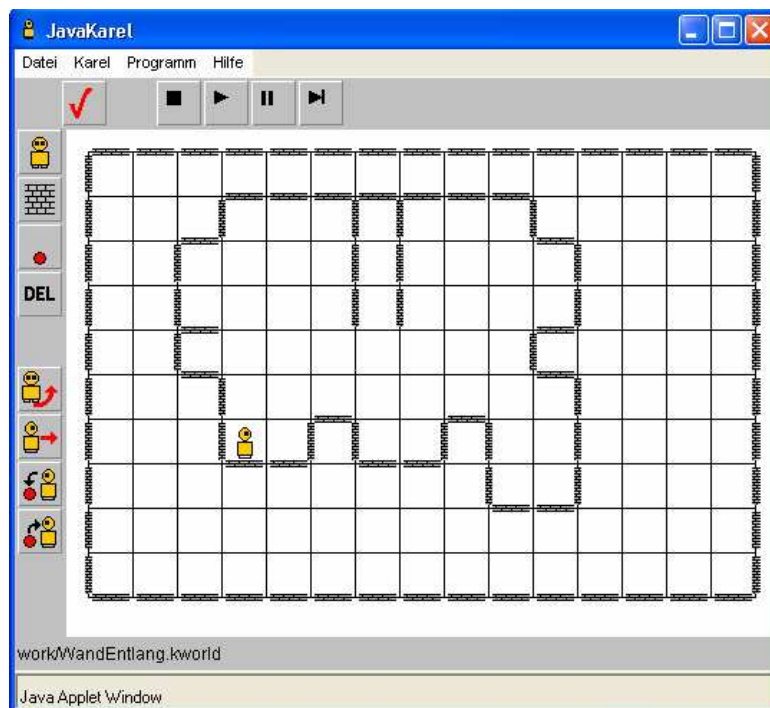 JavaKarel
Datei Karel Programm Hilfe
DEL
work/WandEntlang.kworld
Java Applet Window